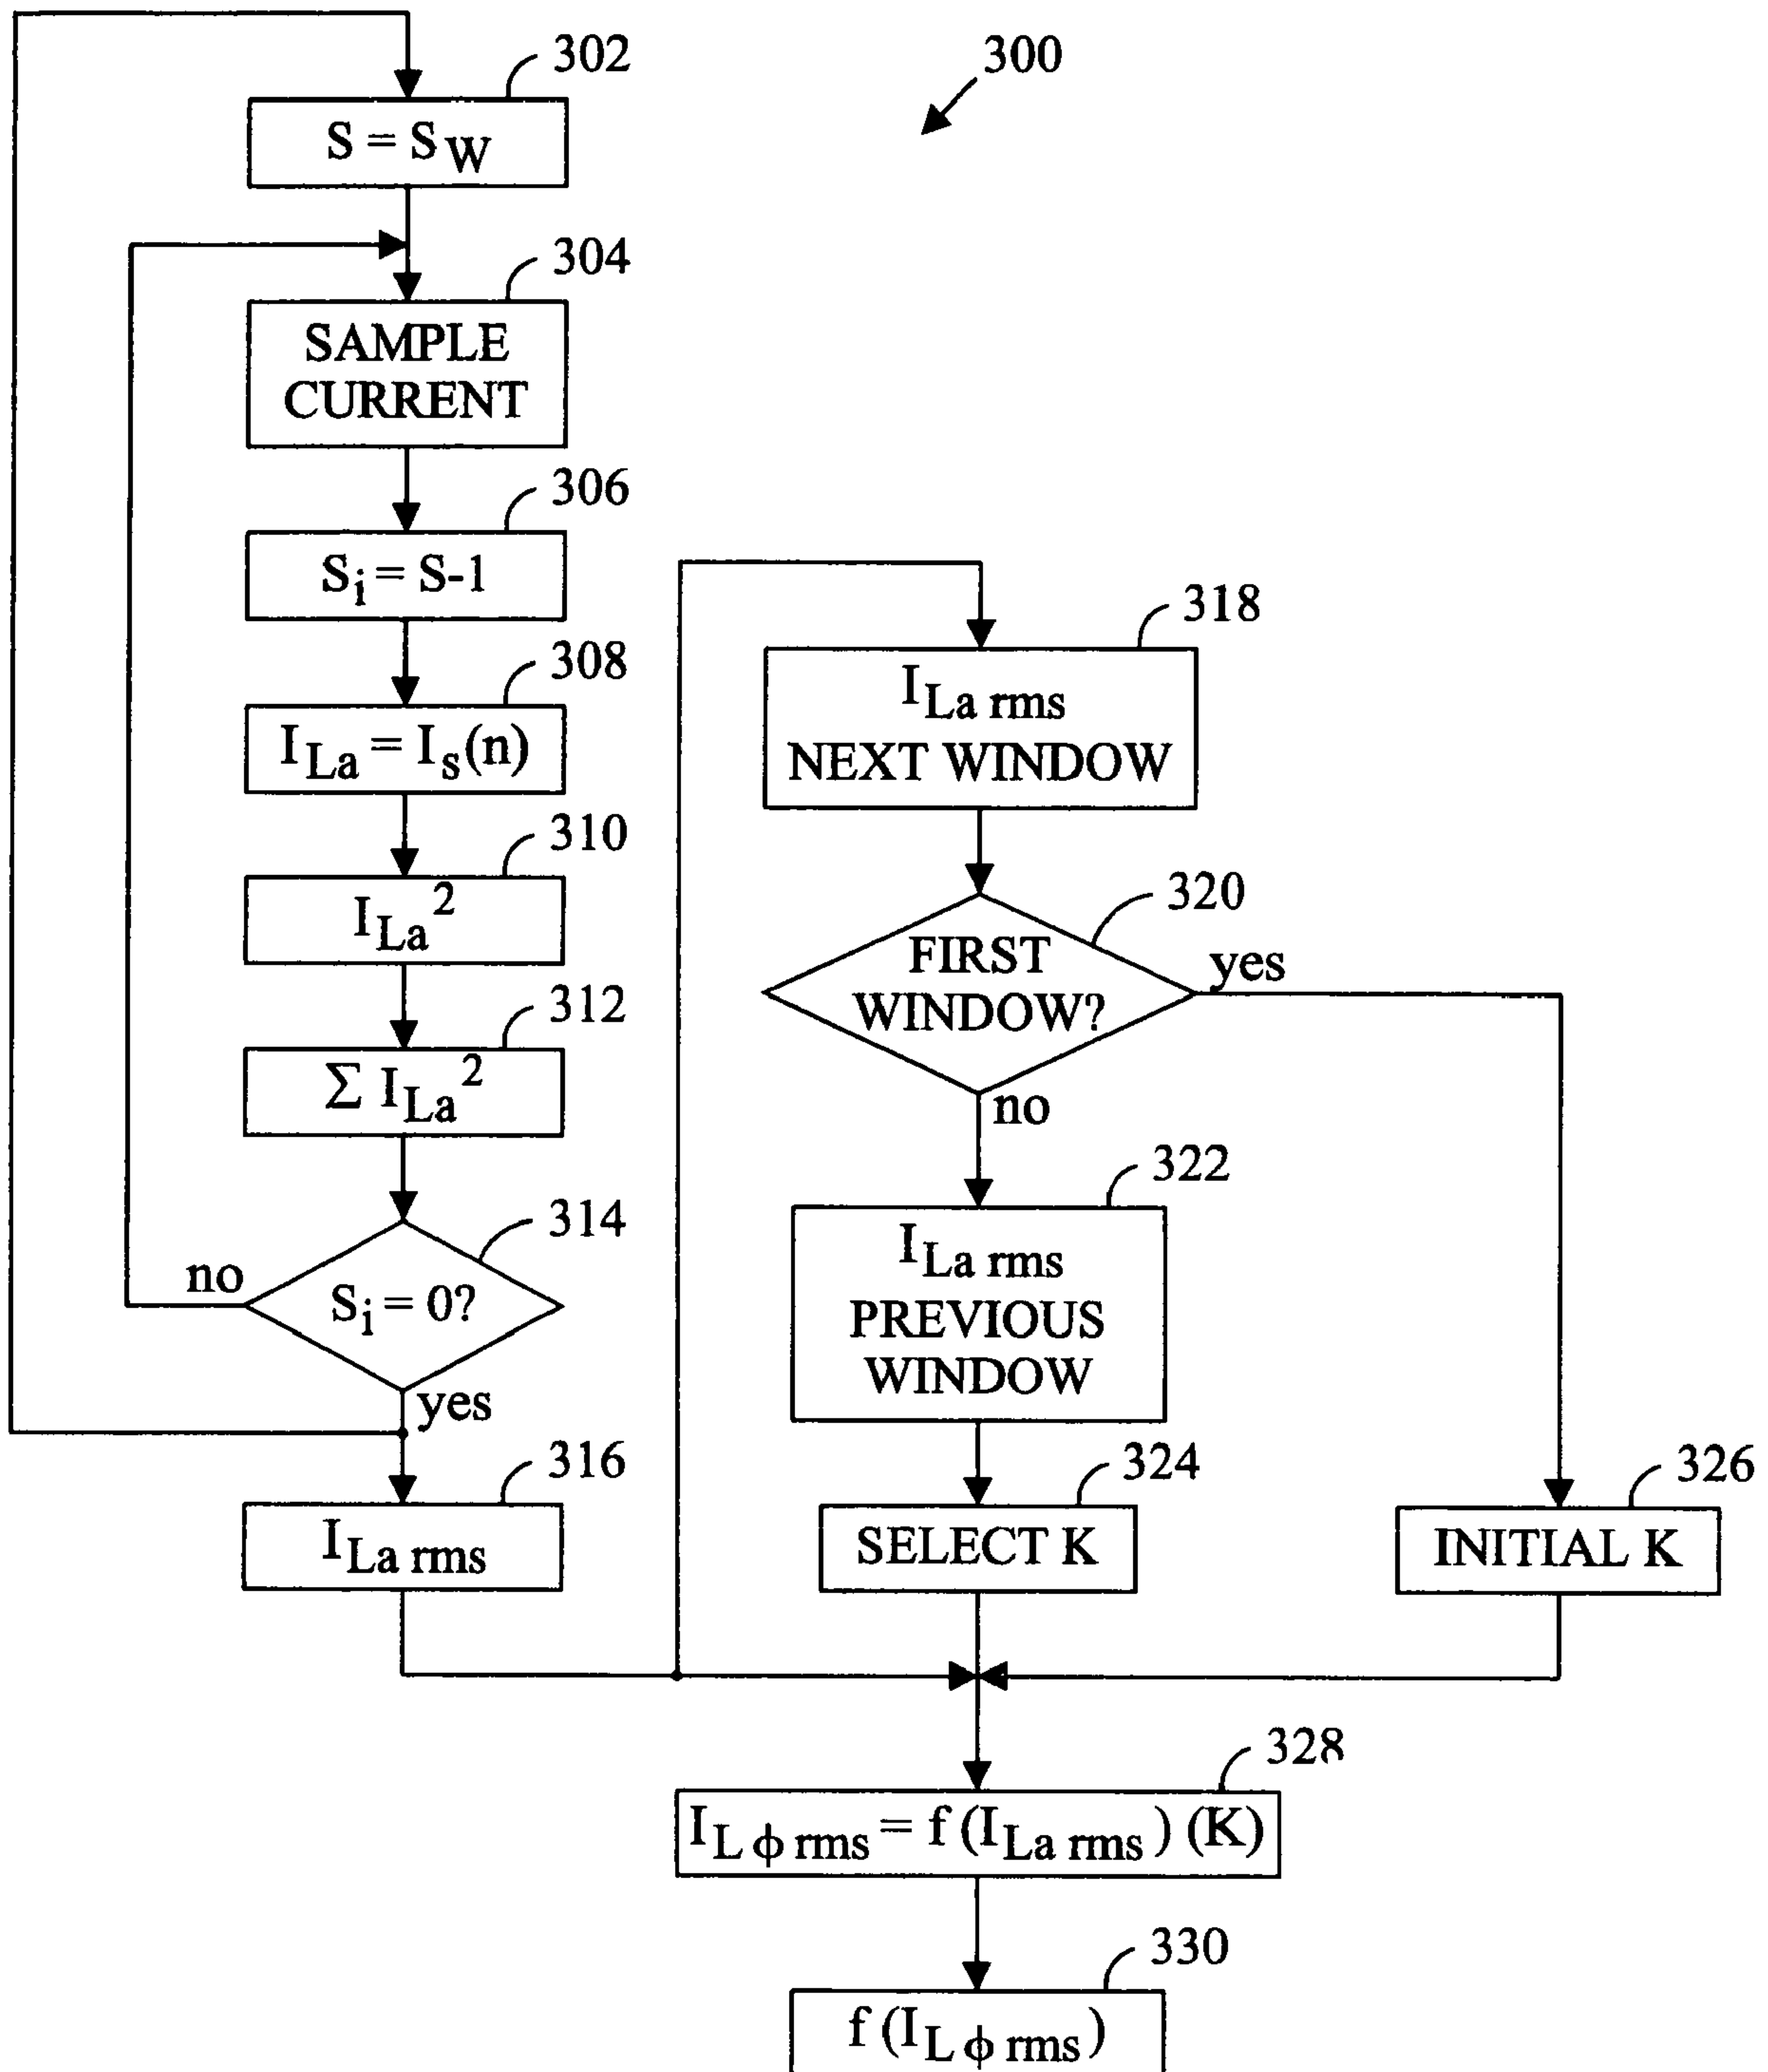 300
302
S = S_W
304
SAMPLE
CURRENT
306
S_i = S-1
308
I_La = I_s(n)
310
I_La^2
312
Σ I_La^2
314
S_i = 0?
no
yes
316
I_La rms
318
I_La rms
NEXT WINDOW
320
FIRST
WINDOW?
yes
no
322
I_La rms
PREVIOUS
WINDOW
324
SELECT K
326
INITIAL K
328
I_L ϕ rms = f (I_La rms) (K)
330
f (I_L ϕ rms)